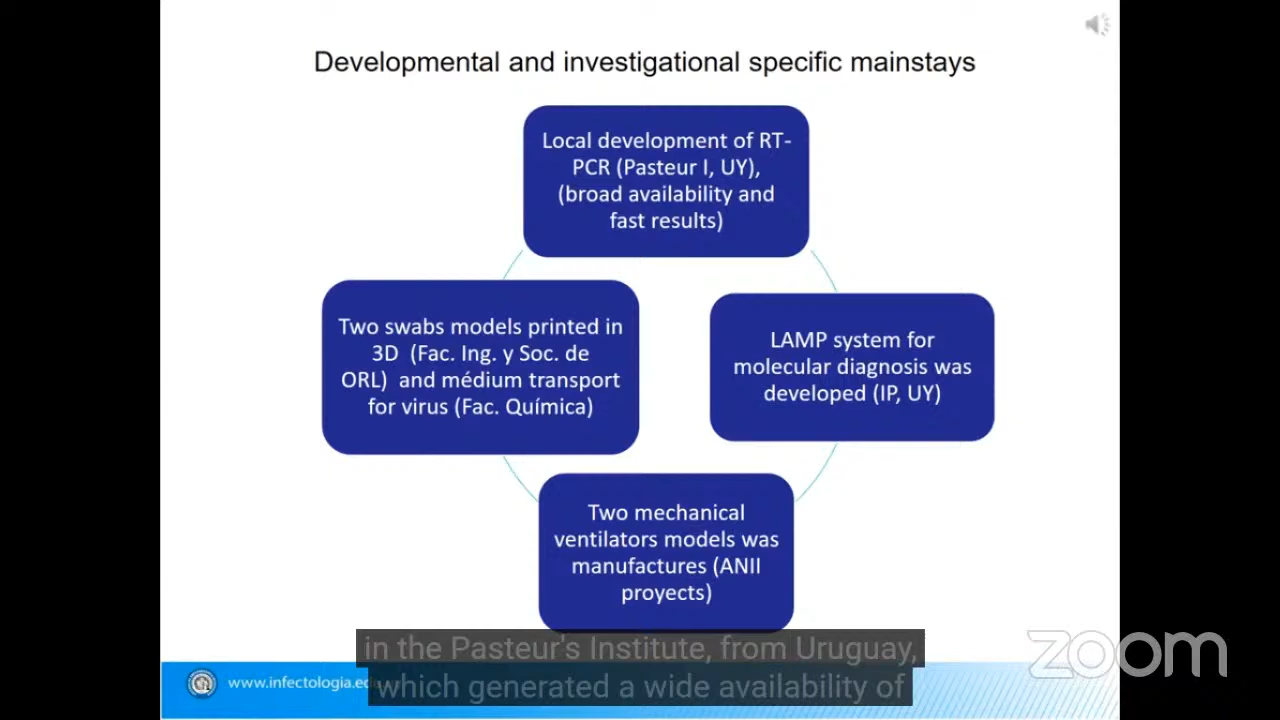 Developmental and investigational specific mainstays
Local development of RT-
PCR (Pasteur I, UY),
(broad availability and
fast results)
Two swabs models printed in
3D (Fac. Ing. y Soc. de
ORL) and médium transport
for virus (Fac. Química)
LAMP system for
molecular diagnosis was
developed (IP, UY)
Two mechanical
ventilators models was
manufactures (ANII
proyects)
in the Pasteur's Institute, from Uruguay,
which generated a wide availability of
www.infectologia.ed
zoom